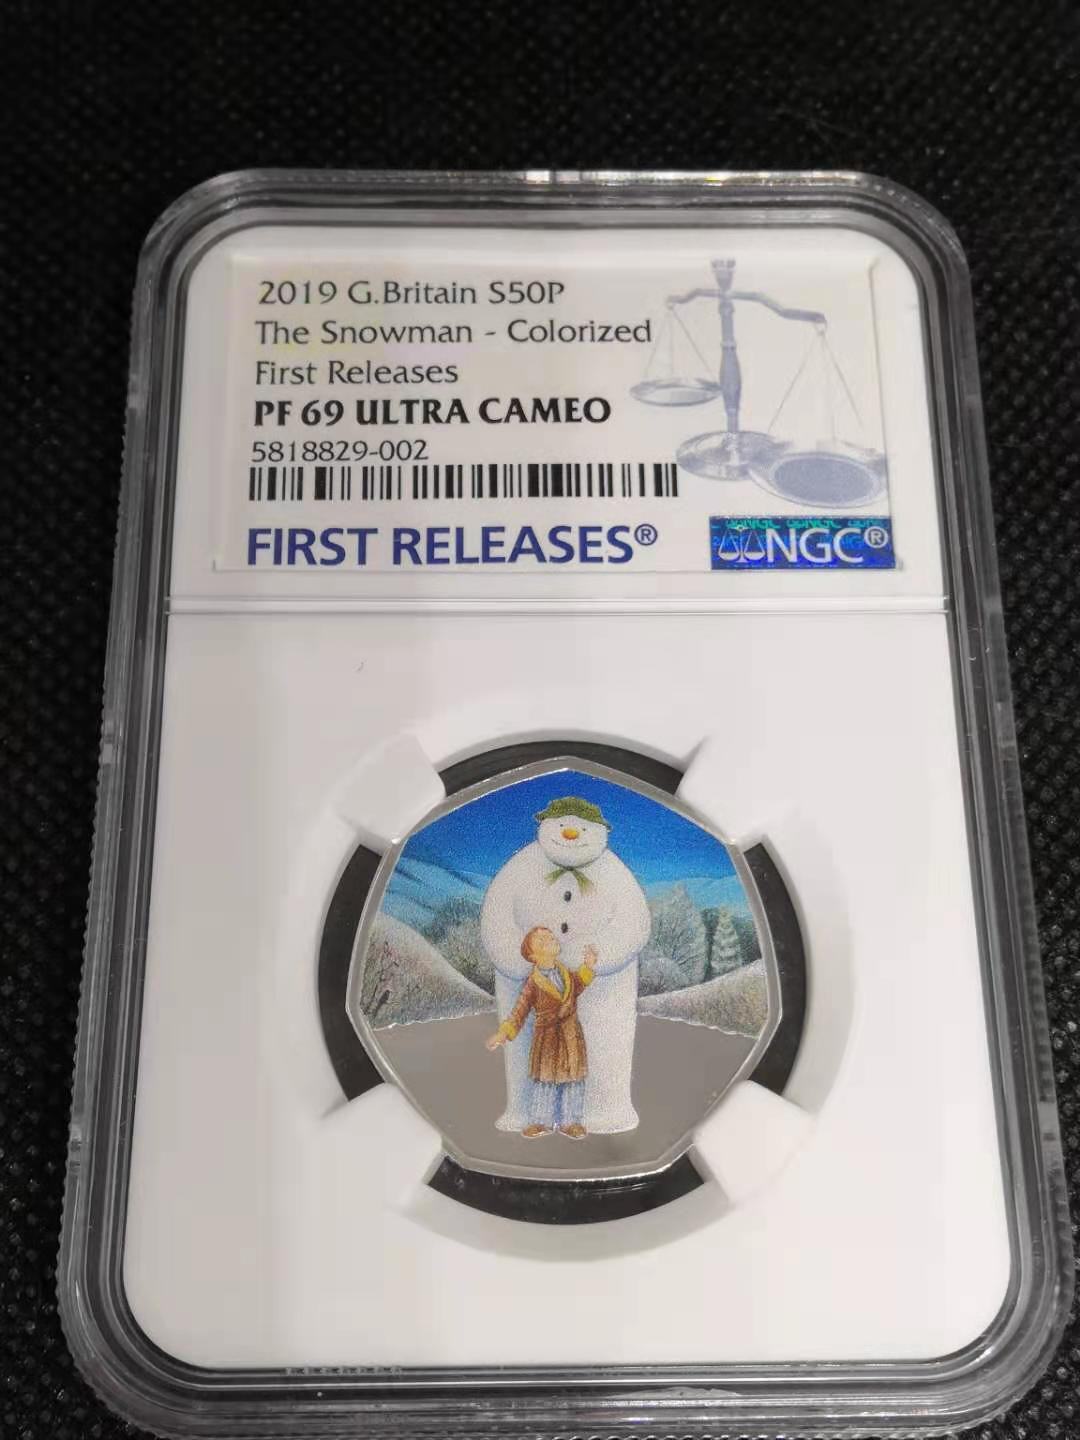 2019 G.Britain S50P
The Snowman - Colorized
First Releases
PF 69 ULTRA CAMEO
5818829-002
FIRST RELEASES®
NGC®